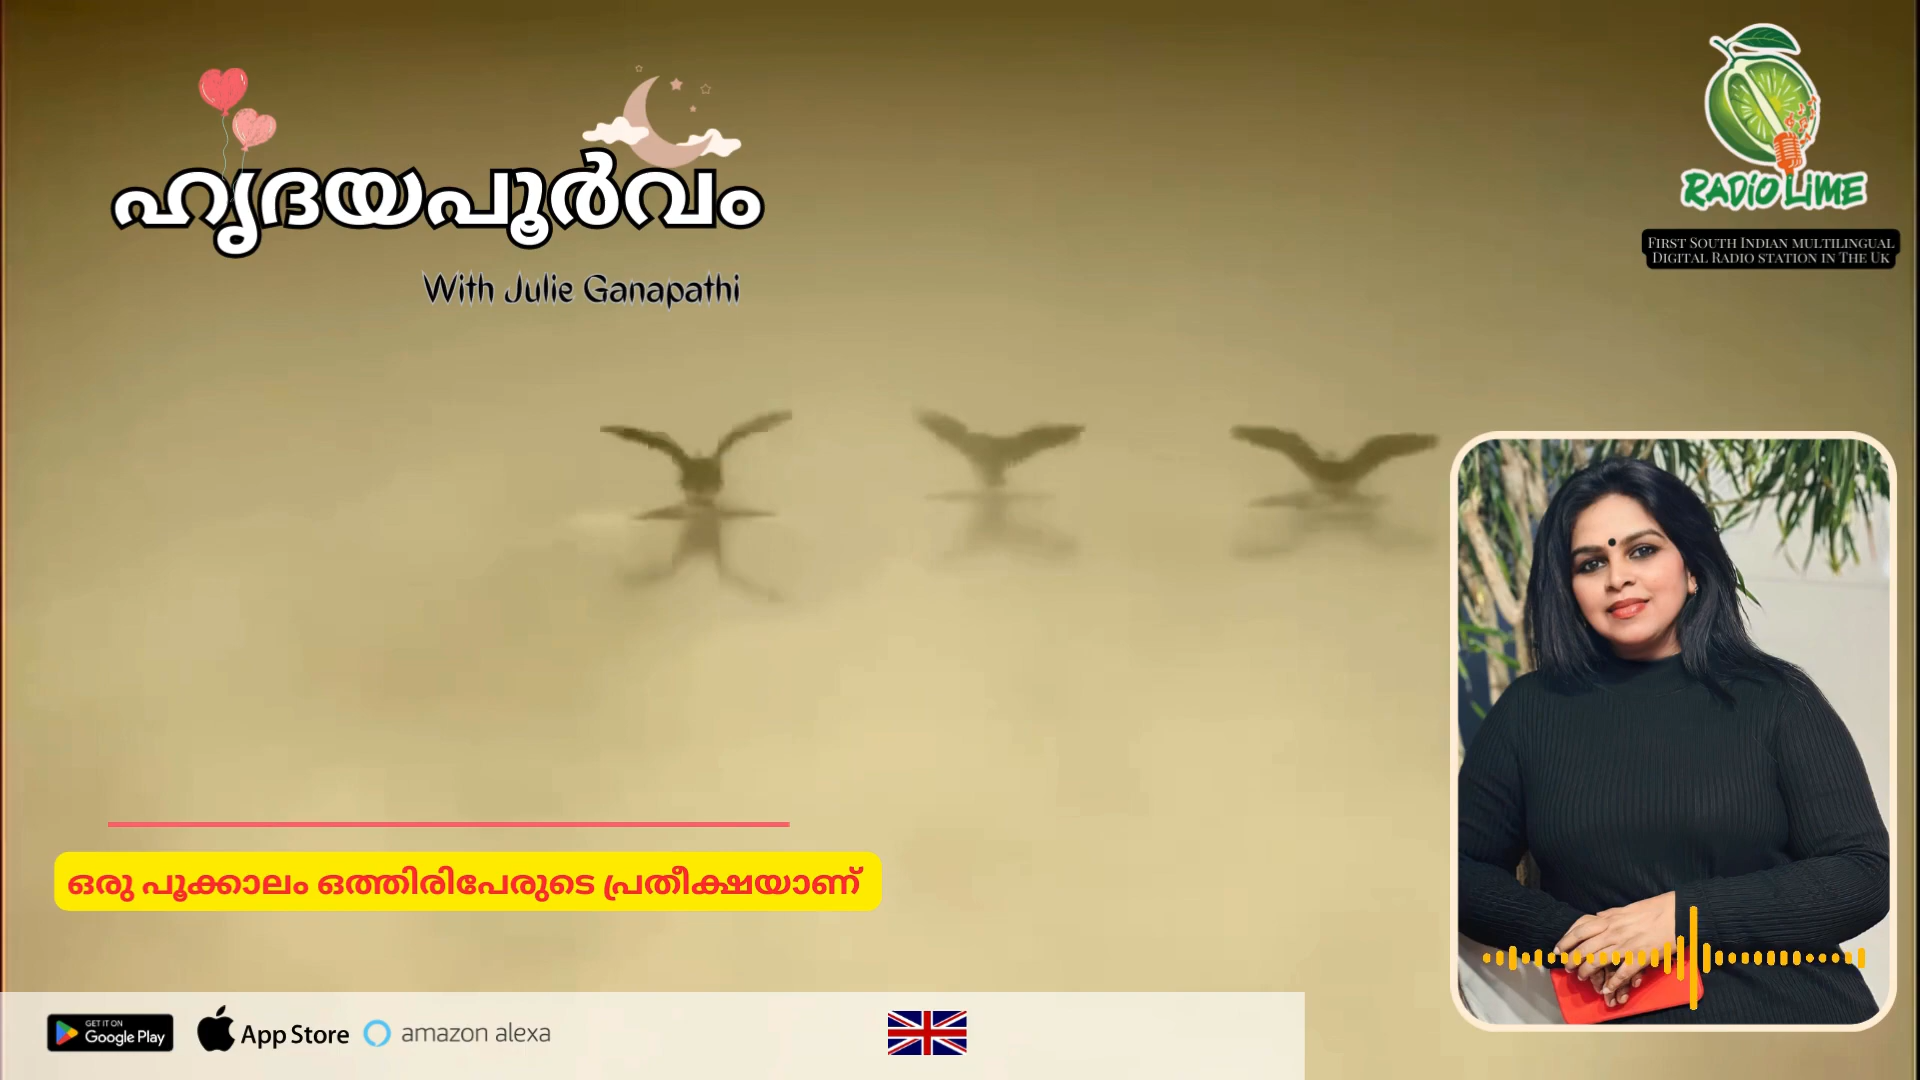 ഹൃദയപൂർവം
With Julie Ganapathi
RADIO LIME
FIRST SOUTH INDIAN MULTILINGUAL
DIGITAL RADIO STATION IN THE UK
ഒരു പൂക്കാലം ഒത്തിരിപേരുടെ പ്രതീക്ഷയാണ്
GET IT ON
Google Play
App Store
amazon alexa